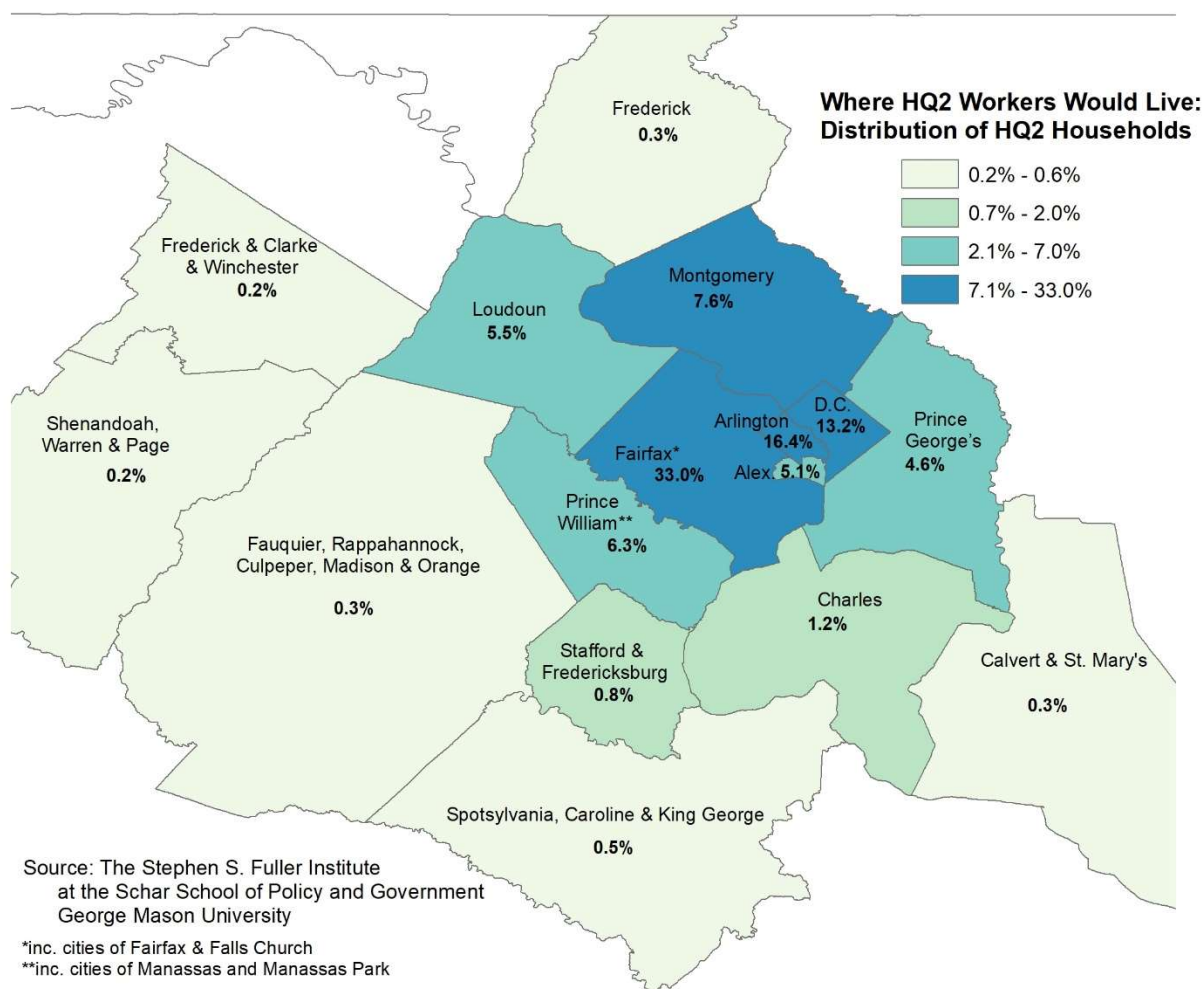 Where HQ2 Workers Would Live:
Distribution of HQ2 Households
0.2% - 0.6%
0.7% - 2.0%
2.1% - 7.0%
7.1% - 33.0%
Frederick
0.3%
Frederick & Clarke
& Winchester
0.2%
Loudoun
5.5%
Montgomery
7.6%
Shenandoah,
Warren & Page
0.2%
D.C.
13.2%
Arlington
16.4%
Prince
George’s
4.6%
Fairfax*
33.0%
Alex. 5.1%
Prince
William**
6.3%
Fauquier, Rappahannock,
Culpeper, Madison & Orange
0.3%
Charles
1.2%
Stafford &
Fredericksburg
0.8%
Calvert & St. Mary's
0.3%
Spotsylvania, Caroline & King George
0.5%
Source: The Stephen S. Fuller Institute
at the Schar School of Policy and Government
George Mason University
*inc. cities of Fairfax & Falls Church
**inc. cities of Manassas and Manassas Park